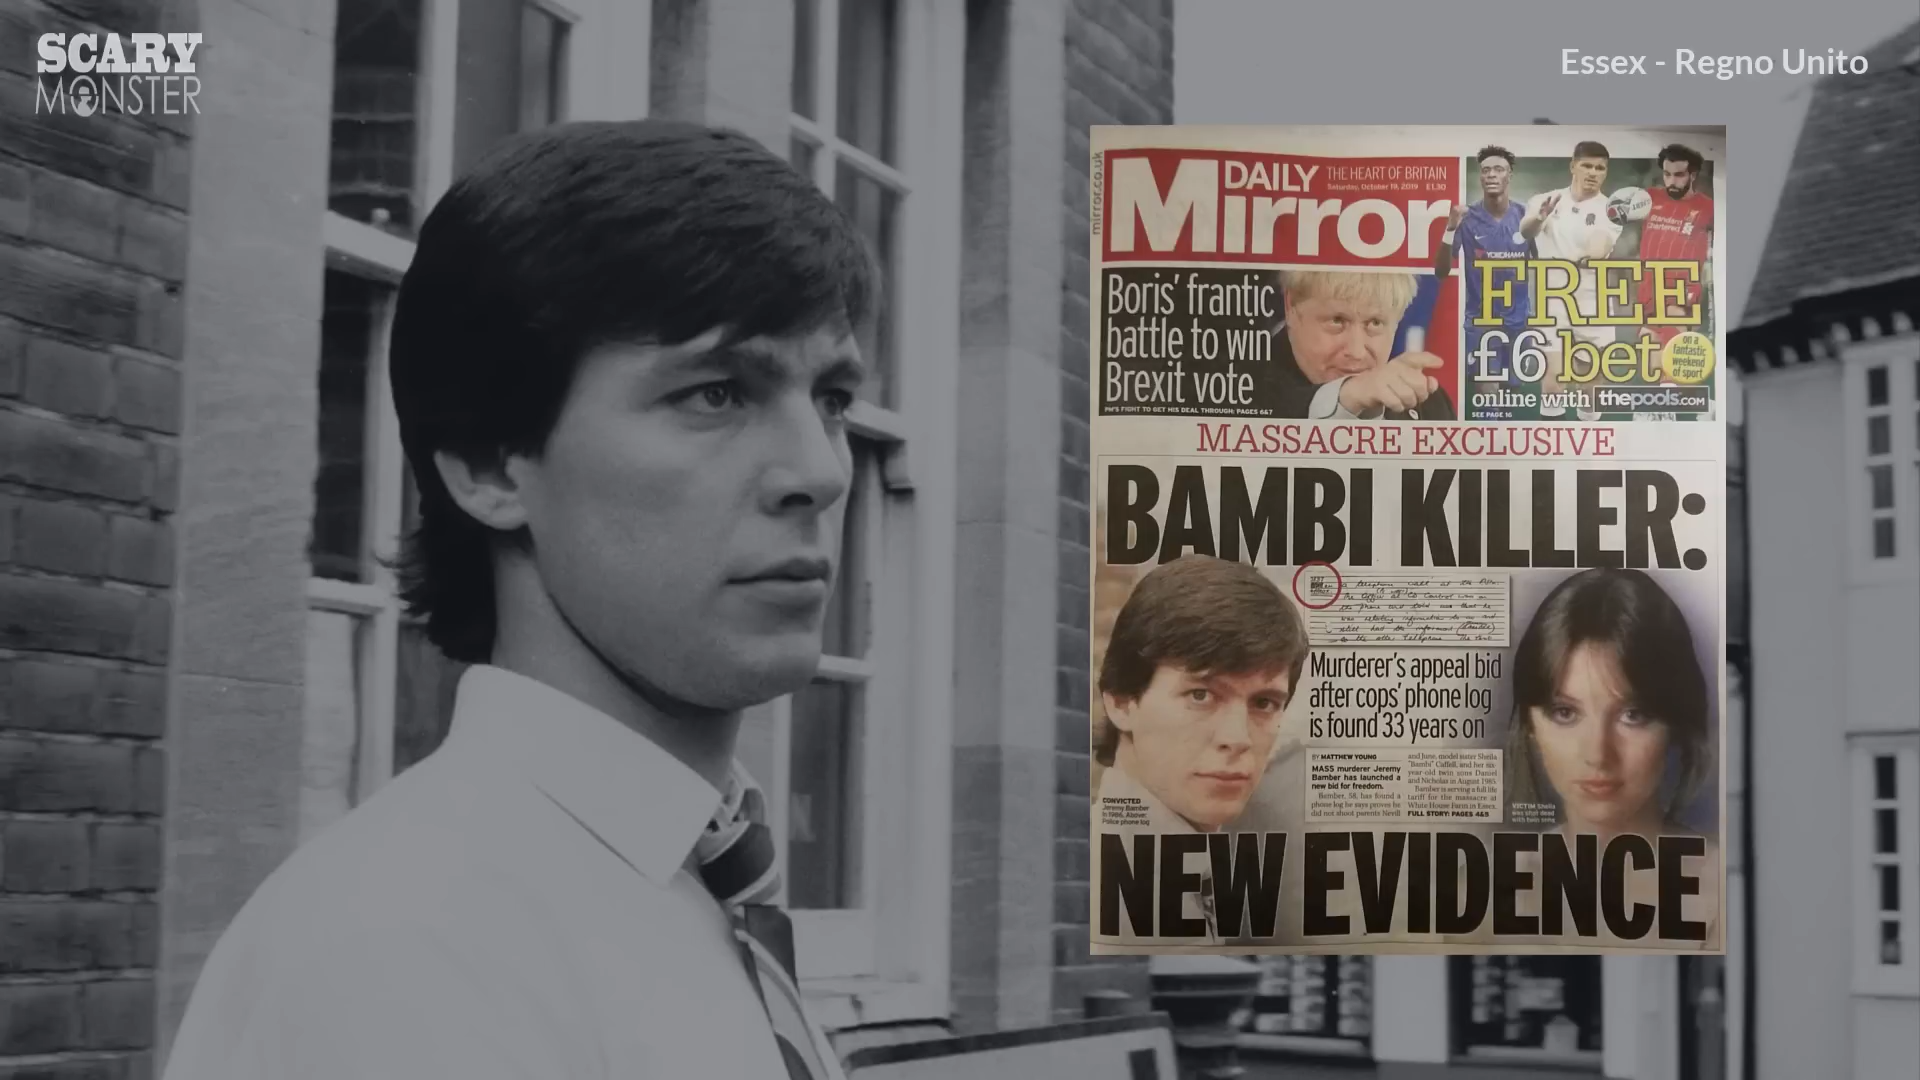 SCARY
MONSTER
Essex - Regno Unito
mirror.co.uk
DAILY
THE HEART OF BRITAIN
Saturday, October 19, 2019 £1.30
Mirror
Boris' frantic
battle to win
Brexit vote
PM'S FIGHT TO GET HIS DEAL THROUGH: PAGES 6&7
YOKOHAMA
Standard
Chartered
FREE
£6 bet
on a
fantastic
weekend
of sport
online with thepools.com
SEE PAGE 16
MASSACRE EXCLUSIVE
BAMBI KILLER:
Murderer's appeal bid
after cops' phone log
is found 33 years on
BY MATTHEW YOUNG
MASS murderer Jeremy
Bamber has launched a
new bid for freedom.
Bamber, 58, has found a
phone log he says proves he
did not shoot parents Nevill
and June, model sister Sheila
"Bambi" Caffell, and her six-
year-old twin sons Daniel
and Nicholas in August 1985.
Bamber is serving a full life
tariff for the massacre at
White House Farm in Essex.
FULL STORY: PAGES 4&5
CONVICTED
Jeremy Bamber
in 1986. Above:
Police phone log
VICTIM Sheila
was shot dead
with twin sons
NEW EVIDENCE